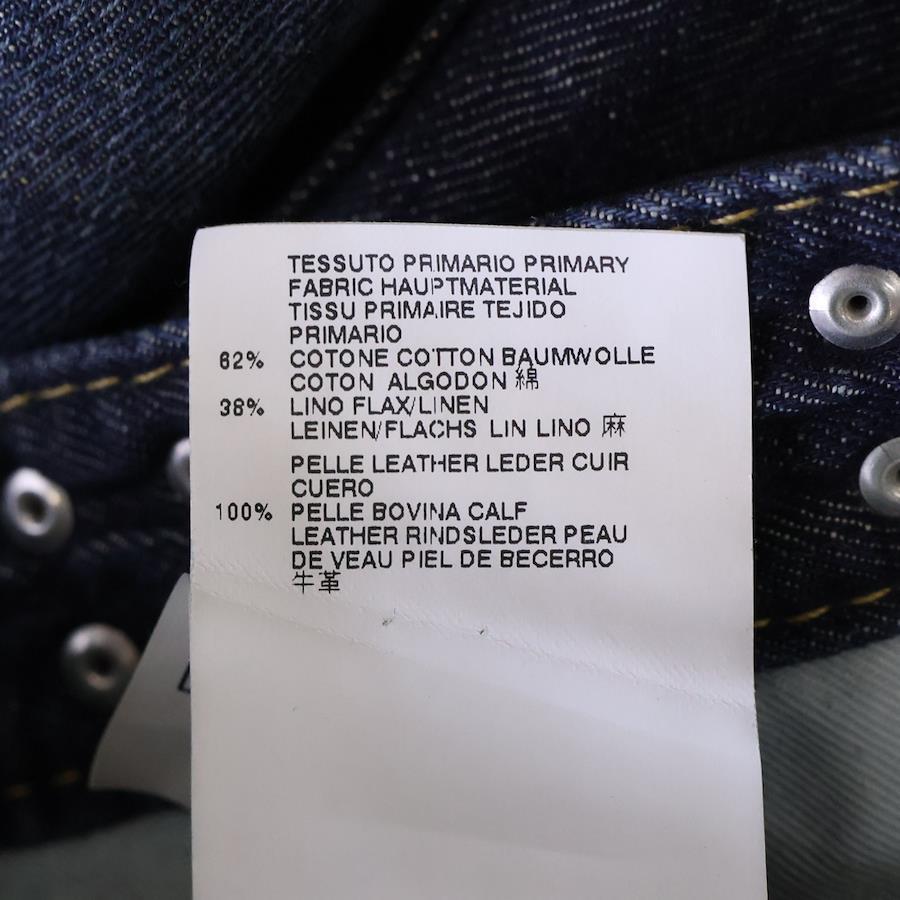 TESSUTO PRIMARIO PRIMARY
FABRIC HAUPTMATERIAL
TISSU PRIMAIRE TEJIDO
PRIMARIO
62% COTONE COTTON BAUMWOLLE
COTON ALGODON 綿
38% LINO FLAX/LINEN
LEINEN/FLACHS LIN LINO 麻
PELLE LEATHER LEDER CUIR
CUERO
100% PELLE BOVINA CALF
LEATHER RINDSLEDER PEAU
DE VEAU PIEL DE BECERRO
牛革